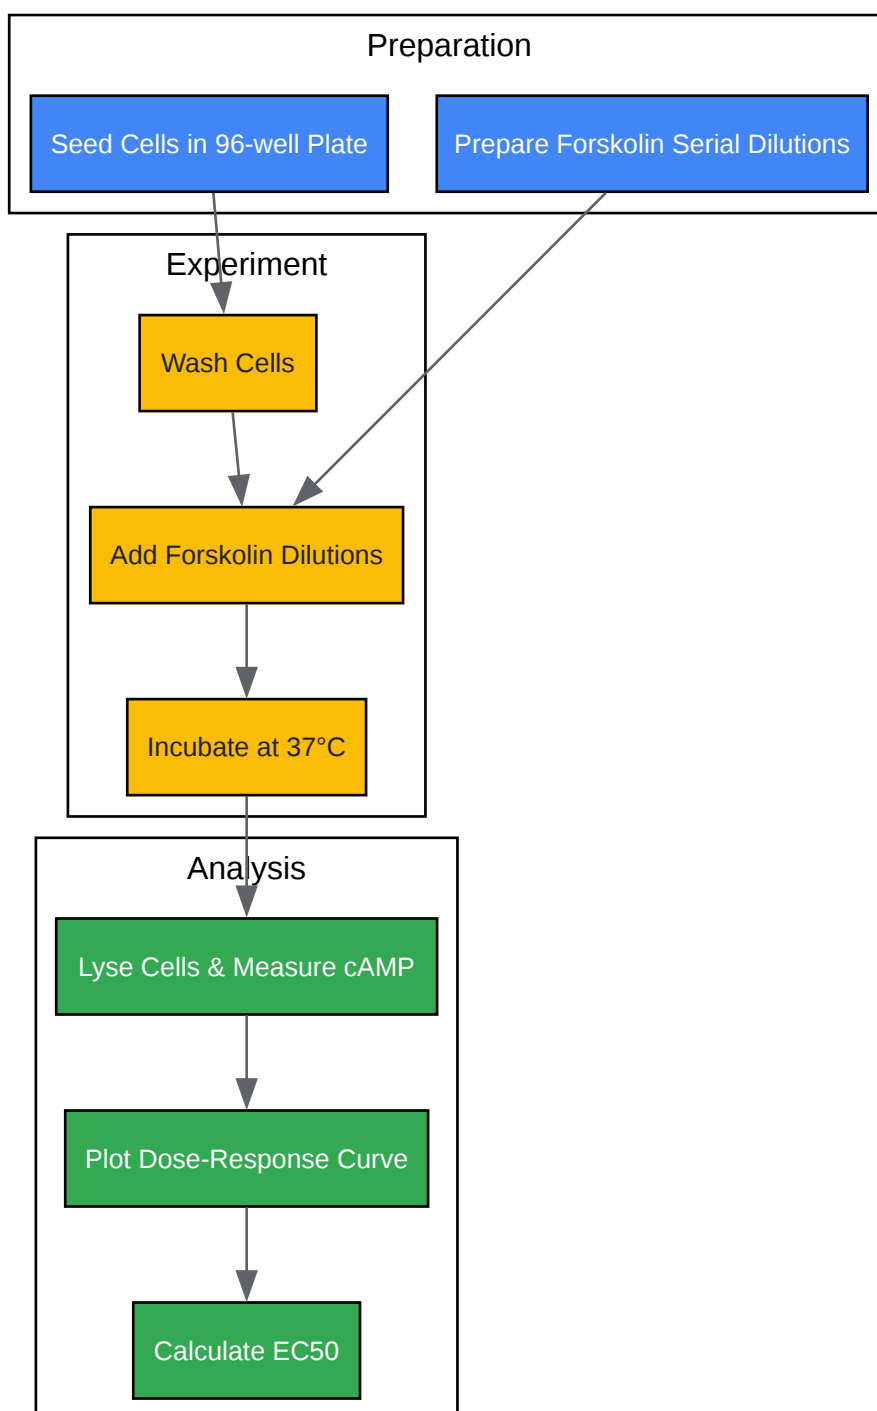 Preparation
Seed Cells in 96-well Plate
Prepare Forskolin Serial Dilutions
Experiment
Wash Cells
Add Forskolin Dilutions
Incubate at 37°C
Analysis
Lyse Cells & Measure cAMP
Plot Dose-Response Curve
Calculate EC50